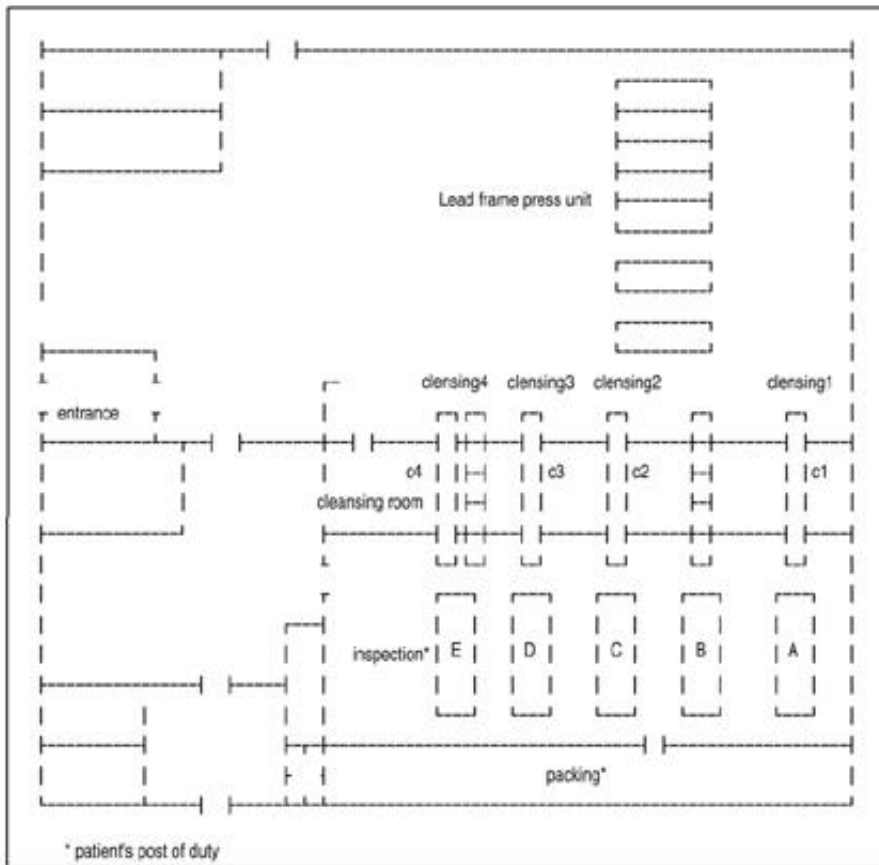 Lead frame press unit
clensing4 clensing3 clensing2 clensing1
entrance
c4 c3 c2 c1
cleansing room
inspection* E D C B A
packing*
* patient's post of duty